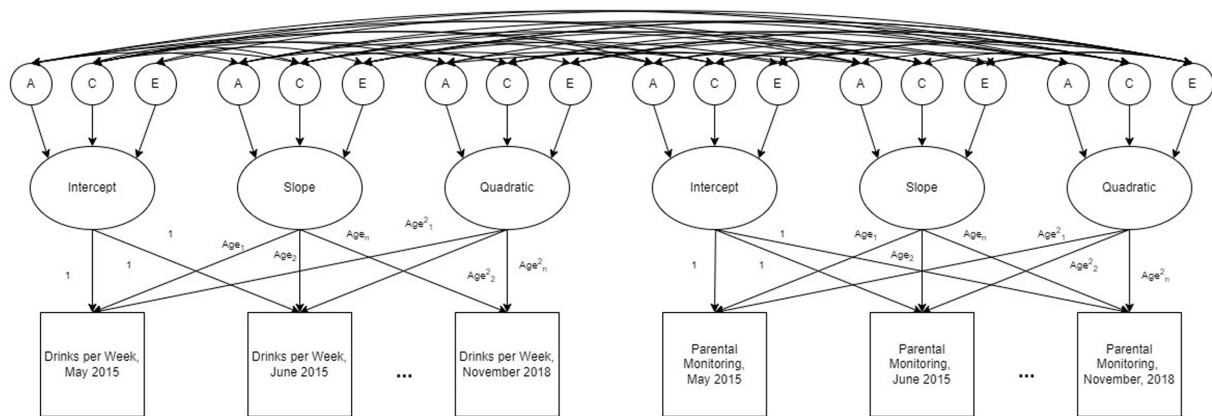 A C E A C E A C E A C E A C E A C E
Intercept Slope Quadratic Intercept Slope Quadratic
1 Age₁ Ageₙ Age²₁ 1 Age₁ Ageₙ Age²₁
1 1 Age₂ Age²₂ Age²ₙ 1 1 Age₂ Age²₂ Age²ₙ
Drinks per Week,
May 2015
Drinks per Week,
June 2015
...
Drinks per Week,
November 2018
Parental
Monitoring,
May 2015
Parental
Monitoring,
June 2015
...
Parental
Monitoring,
November, 2018